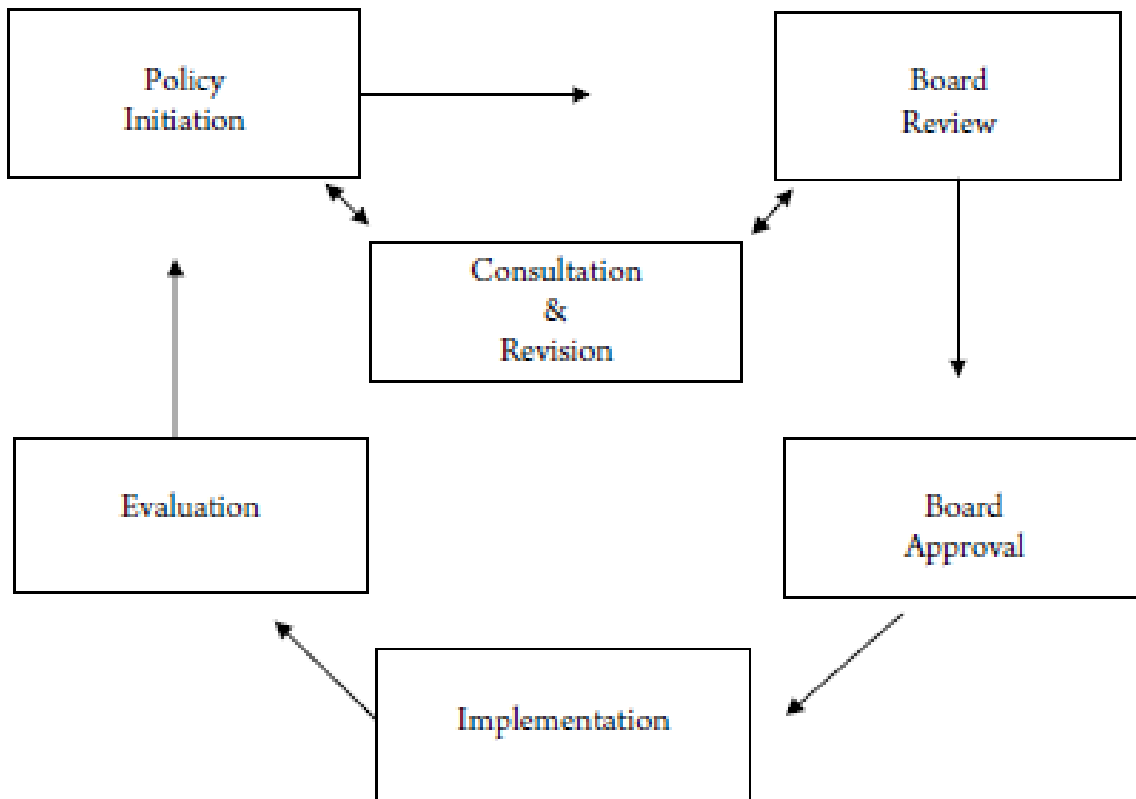 Policy
Initiation
Board
Review
Consultation
&
Revision
Evaluation
Board
Approval
Implementation